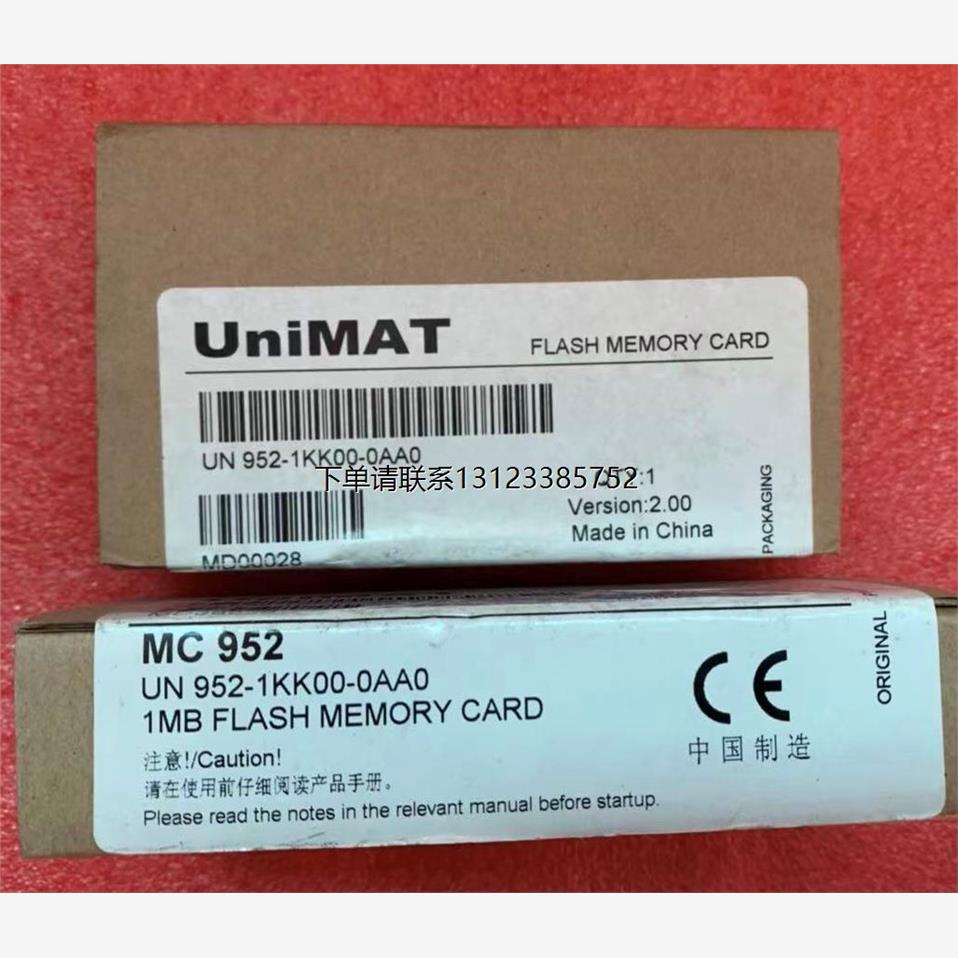 UniMAT
FLASH MEMORY CARD
UN 952-1KK00-0AA0
下单请联系13123385752
QTY:1
Version:2.00
Made in China
PACKAGING
MD00028
MC 952
UN 952-1KK00-0AA0
1MB FLASH MEMORY CARD
注意!/Caution!
请在使用前仔细阅读产品手册。
Please read the notes in the relevant manual before startup.
中国制造
ORIGINAL